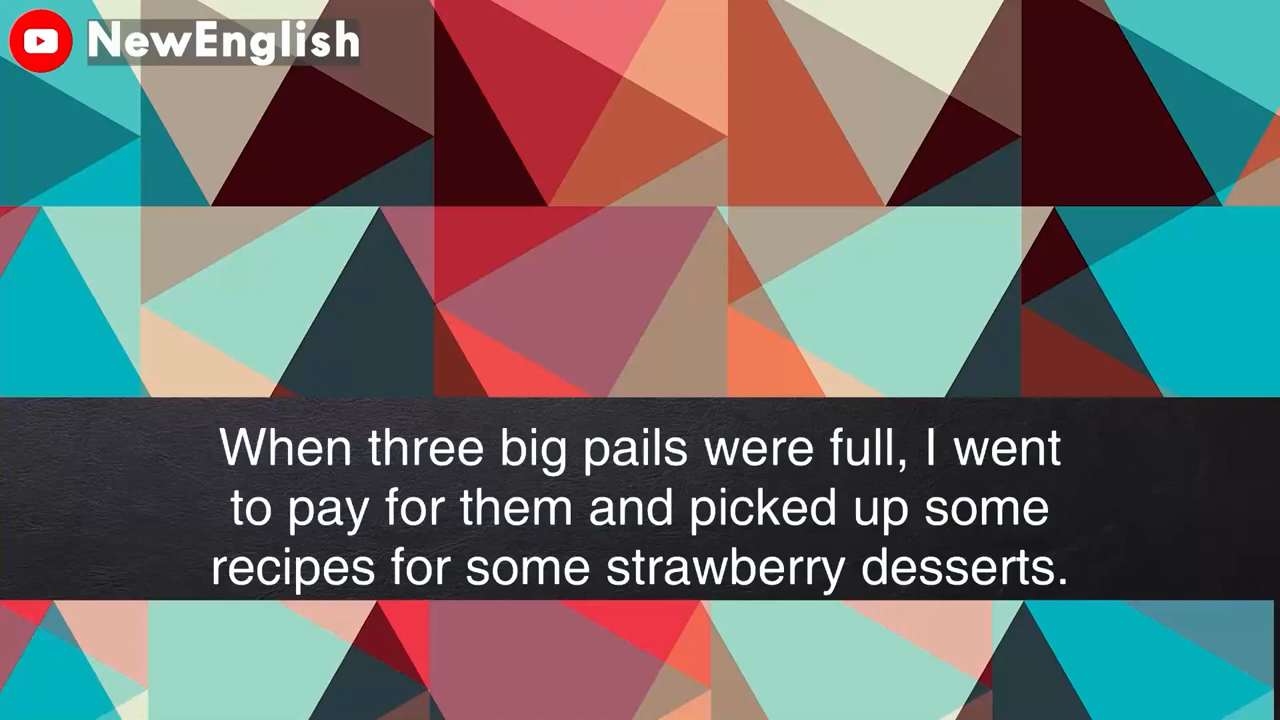 NewEnglish
When three big pails were full, I went
to pay for them and picked up some
recipes for some strawberry desserts.